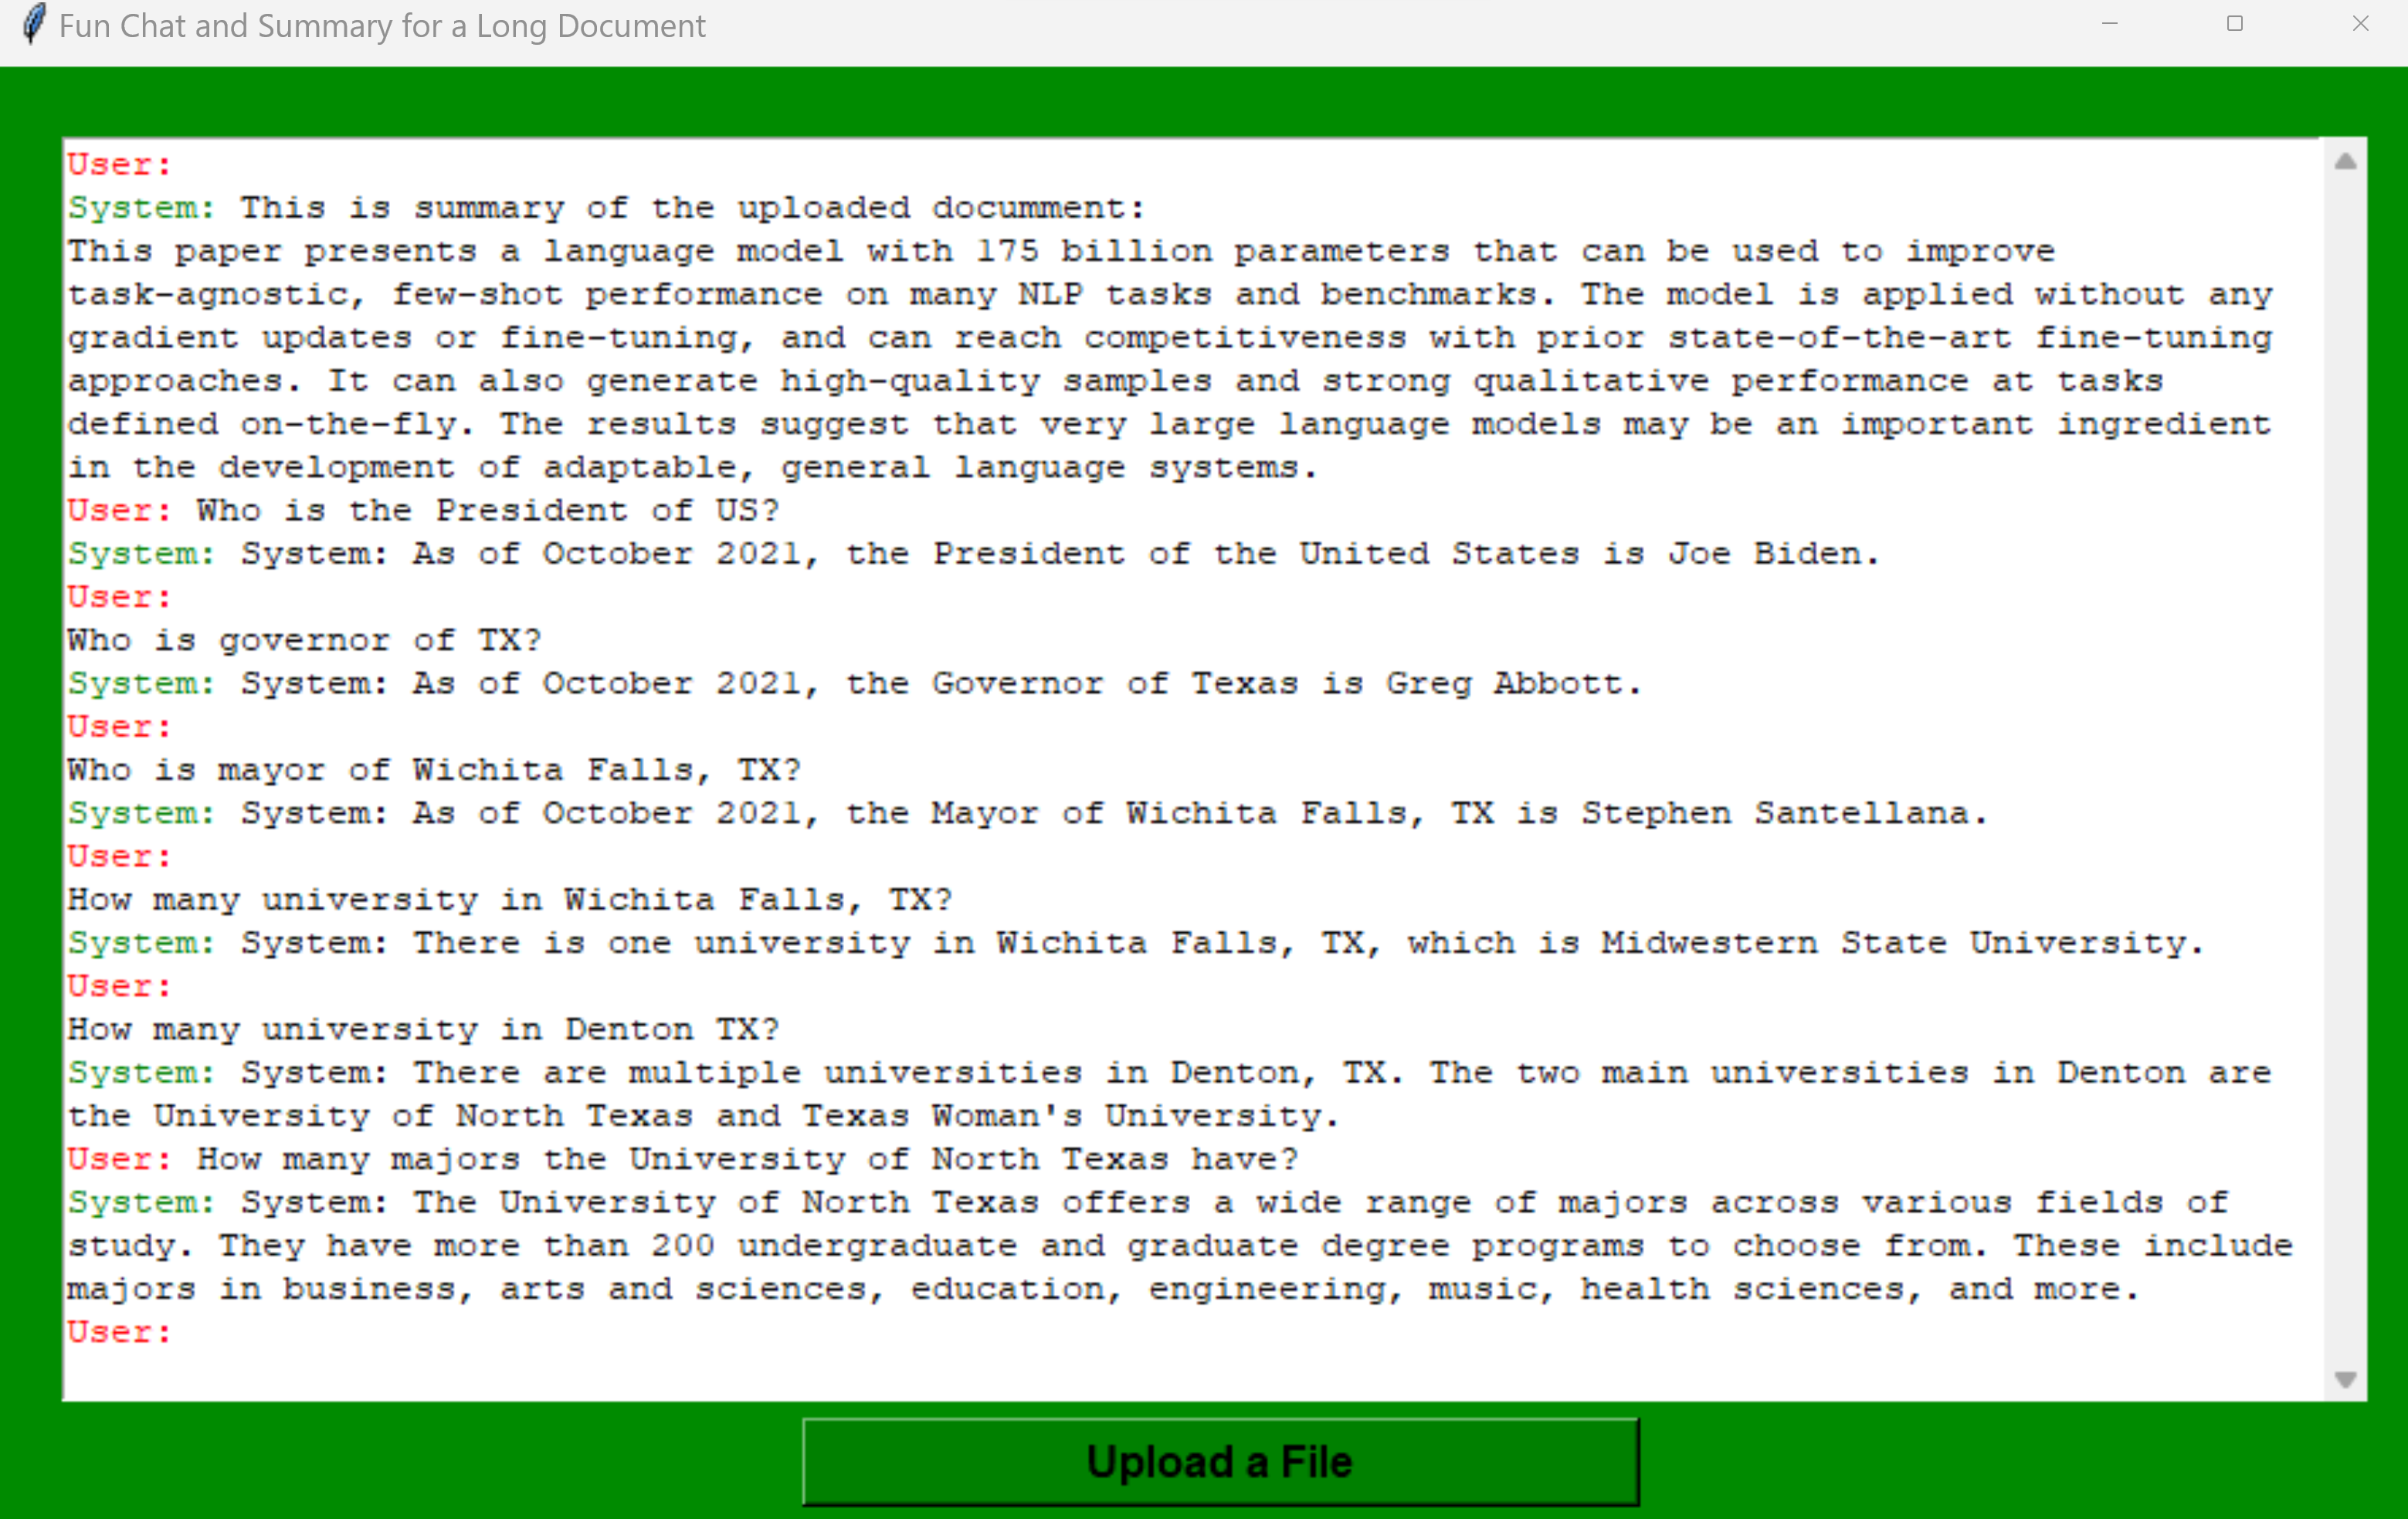 Fun Chat and Summary for a Long Document
User:
System: This is summary of the uploaded documment:
This paper presents a language model with 175 billion parameters that can be used to improve
task-agnostic, few-shot performance on many NLP tasks and benchmarks. The model is applied without any
gradient updates or fine-tuning, and can reach competitiveness with prior state-of-the-art fine-tuning
approaches. It can also generate high-quality samples and strong qualitative performance at tasks
defined on-the-fly. The results suggest that very large language models may be an important ingredient
in the development of adaptable, general language systems.
User: Who is the President of US?
System: System: As of October 2021, the President of the United States is Joe Biden.
User:
Who is governor of TX?
System: System: As of October 2021, the Governor of Texas is Greg Abbott.
User:
Who is mayor of Wichita Falls, TX?
System: System: As of October 2021, the Mayor of Wichita Falls, TX is Stephen Santellana.
User:
How many university in Wichita Falls, TX?
System: System: There is one university in Wichita Falls, TX, which is Midwestern State University.
User:
How many university in Denton TX?
System: System: There are multiple universities in Denton, TX. The two main universities in Denton are
the University of North Texas and Texas Woman's University.
User: How many majors the University of North Texas have?
System: System: The University of North Texas offers a wide range of majors across various fields of
study. They have more than 200 undergraduate and graduate degree programs to choose from. These include
majors in business, arts and sciences, education, engineering, music, health sciences, and more.
User:
Upload a File